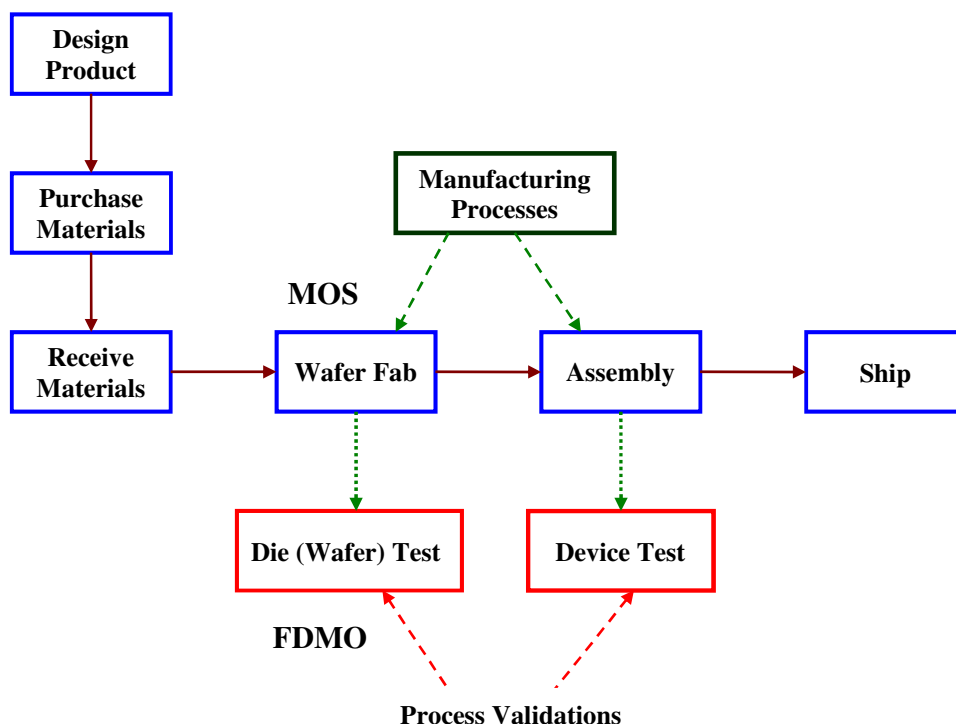 Design
Product
Purchase
Materials
Manufacturing
Processes
MOS
Receive
Materials
Wafer Fab
Assembly
Ship
Die (Wafer) Test
Device Test
FDMO
Process Validations